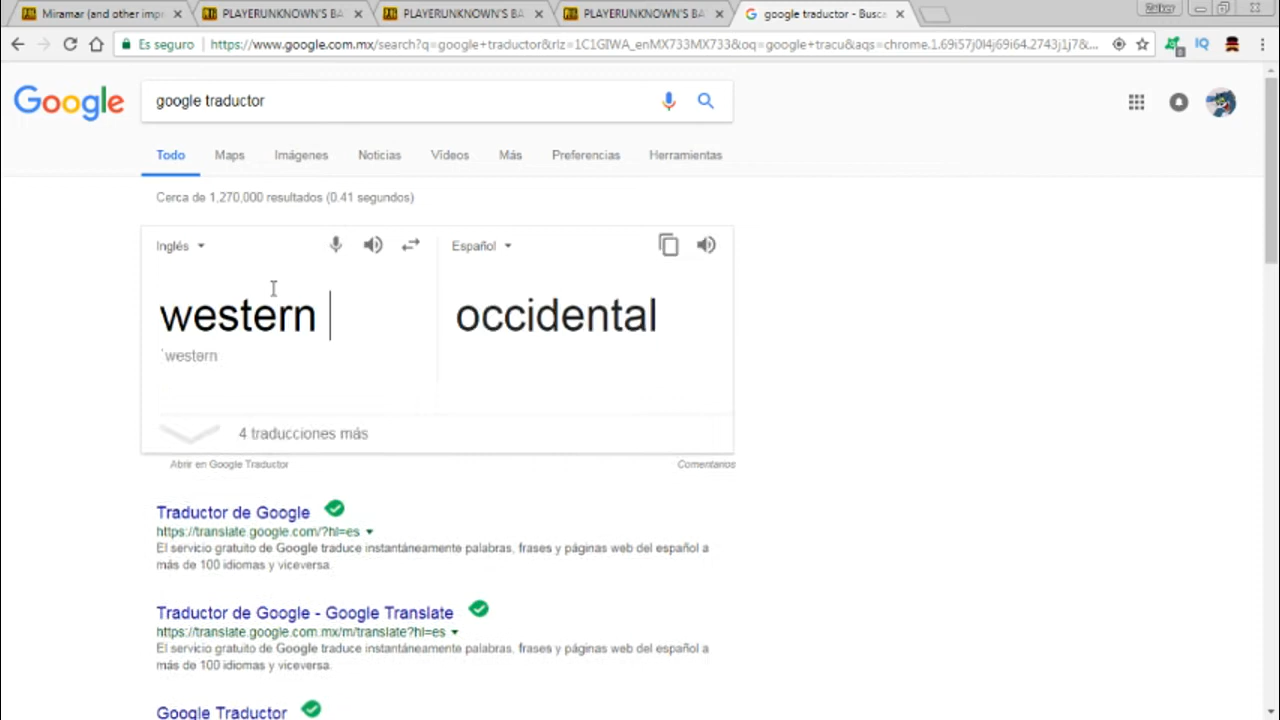 Miramar (and other impr
PLAYERUNKNOWN'S BA
PLAYERUNKNOWN'S BA
PLAYERUNKNOWN'S BA
google traductor - Busca
Es seguro
https://www.google.com.mx/search?q=google+traductor&rlz=1C1GIWA_enMX733MX733&oq=google+tracu&aqs=chrome.1.69i57j0l4j69i64.2743j1j7&...
Google
google traductor
Todo
Maps
Imágenes
Noticias
Vídeos
Más
Preferencias
Herramientas
Cerca de 1,270,000 resultados (0.41 segundos)
Inglés
Español
western
occidental
ˈwestərn
4 traducciones más
Abrir en Google Traductor
Comentarios
Traductor de Google
https://translate.google.com/?hl=es
El servicio gratuito de Google traduce instantáneamente palabras, frases y páginas web del español a
más de 100 idiomas y viceversa.
Traductor de Google - Google Translate
https://translate.google.com.mx/m/translate?hl=es
El servicio gratuito de Google traduce instantáneamente palabras, frases y páginas web del español a
más de 100 idiomas y viceversa.
Google Traductor